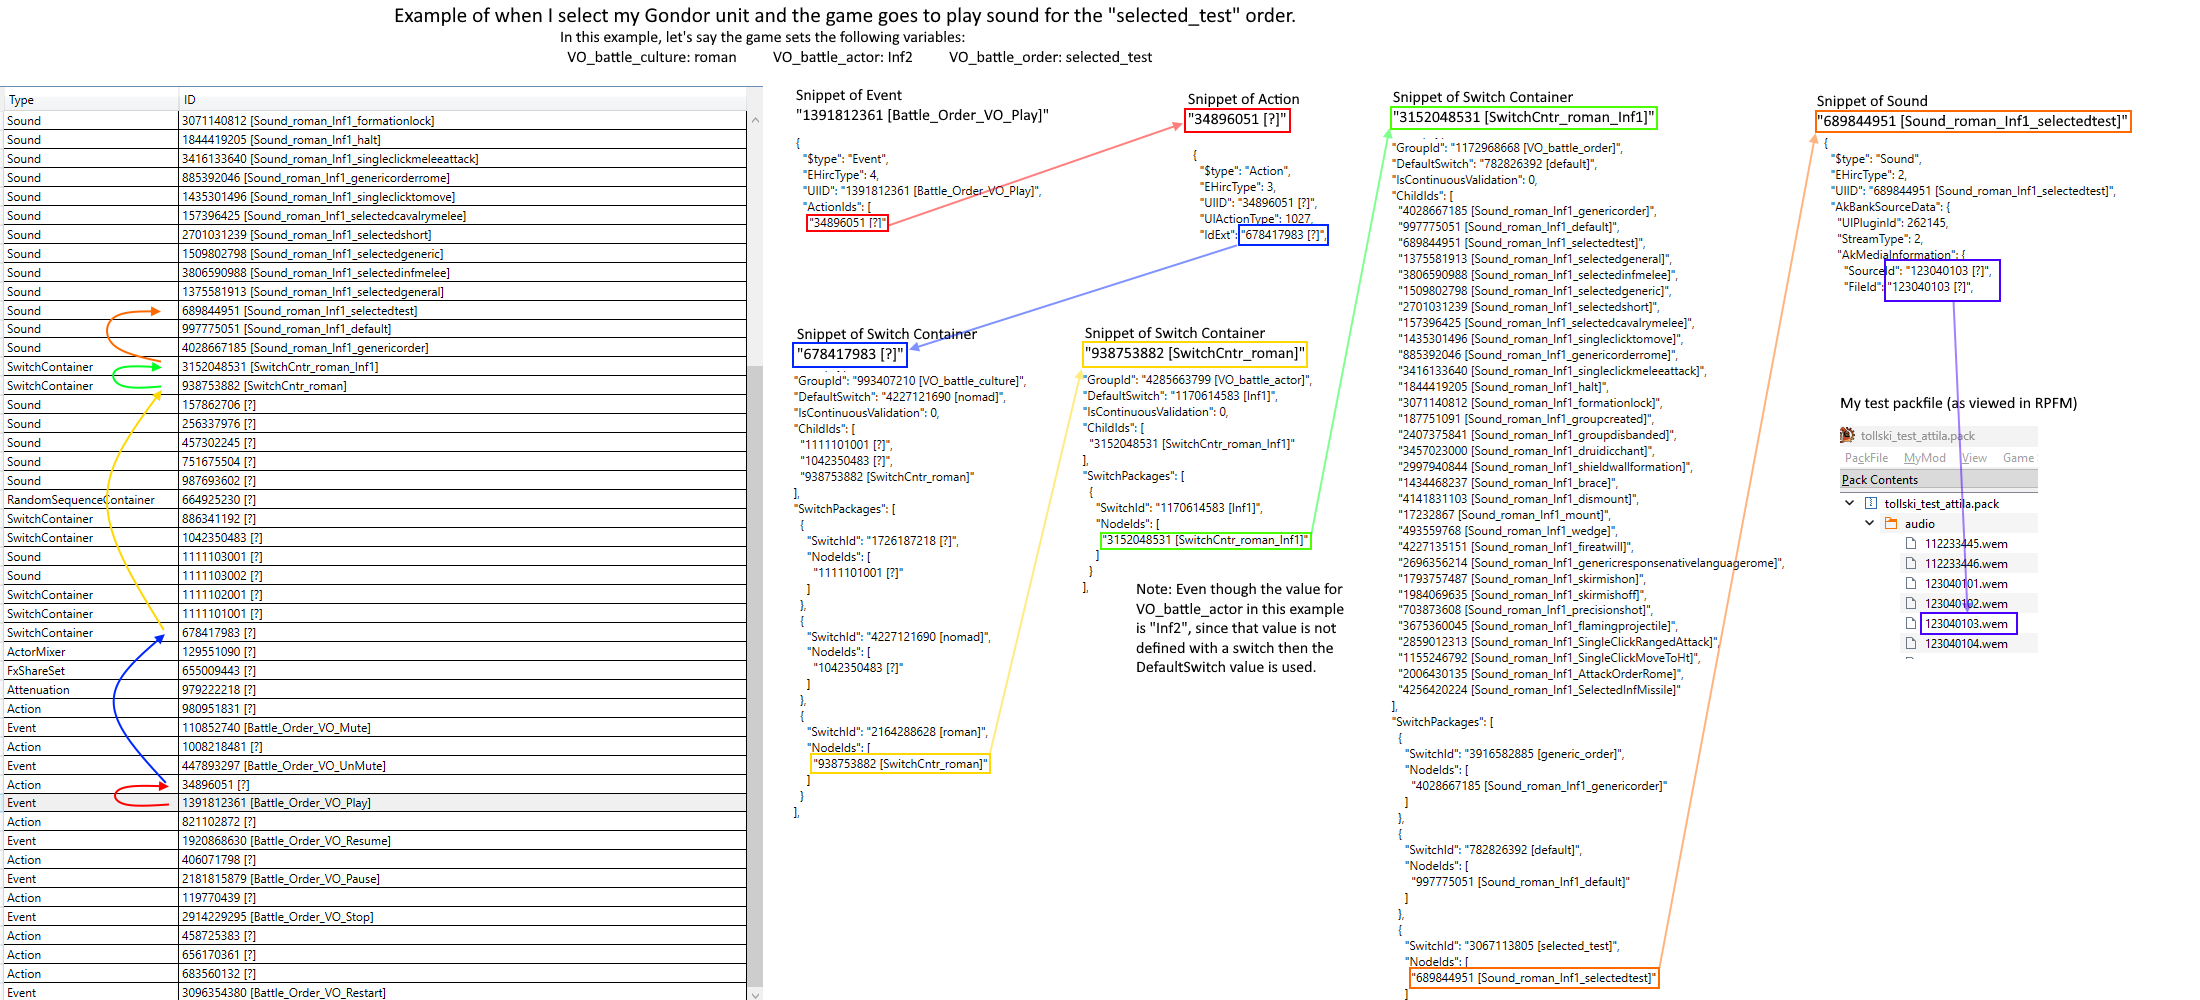 Example of when I select my Gondor unit and the game goes to play sound for the "selected_test" order.
In this example, let's say the game sets the following variables:
VO_battle_culture: roman VO_battle_actor: Inf2 VO_battle_order: selected_test
Type ID
Sound 3071140812 [Sound_roman_Inf1_formationlock]
Sound 1844419205 [Sound_roman_Inf1_halt]
Sound 3416133640 [Sound_roman_Inf1_singleclickmeleeattack]
Sound 885392046 [Sound_roman_Inf1_genericorderrome]
Sound 1435301496 [Sound_roman_Inf1_singleclicktomove]
Sound 157396425 [Sound_roman_Inf1_selectedcavalrymelee]
Sound 2701031239 [Sound_roman_Inf1_selectedshort]
Sound 1509802798 [Sound_roman_Inf1_selectedgeneric]
Sound 3806590988 [Sound_roman_Inf1_selectedinfmelee]
Sound 1375581913 [Sound_roman_Inf1_selectedgeneral]
Sound 689844951 [Sound_roman_Inf1_selectedtest]
Sound 997775051 [Sound_roman_Inf1_default]
Sound 4028667185 [Sound_roman_Inf1_genericorder]
SwitchContainer 3152048531 [SwitchCntr_roman_Inf1]
SwitchContainer 938753882 [SwitchCntr_roman]
Sound 157862706 [?]
Sound 256337976 [?]
Sound 457302245 [?]
Sound 751675504 [?]
Sound 987693602 [?]
RandomSequenceContainer 664925230 [?]
SwitchContainer 886341192 [?]
SwitchContainer 1042350483 [?]
Sound 1111103001 [?]
Sound 1111103002 [?]
SwitchContainer 1111102001 [?]
SwitchContainer 1111101001 [?]
SwitchContainer 678417983 [?]
ActorMixer 129551090 [?]
FxShareSet 655009443 [?]
Attenuation 979222218 [?]
Action 980951831 [?]
Event 110852740 [Battle_Order_VO_Mute]
Action 1008218481 [?]
Event 447893297 [Battle_Order_VO_UnMute]
Action 34896051 [?]
Event 1391812361 [Battle_Order_VO_Play]
Action 821102872 [?]
Event 1920868630 [Battle_Order_VO_Resume]
Action 406071798 [?]
Event 2181815879 [Battle_Order_VO_Pause]
Action 119770439 [?]
Event 2914229295 [Battle_Order_VO_Stop]
Action 458725383 [?]
Action 656170361 [?]
Action 683560132 [?]
Event 3096354380 [Battle_Order_VO_Restart]
Snippet of Event
"1391812361 [Battle_Order_VO_Play]"
{
"$type": "Event",
"EHircType": 4,
"UIID": "1391812361 [Battle_Order_VO_Play]",
"ActionIds": [
"34896051 [?]"
Snippet of Action
"34896051 [?]"
{
"$type": "Action",
"EHircType": 3,
"UIID": "34896051 [?]",
"UIActionType": 1027,
"IdExt": "678417983 [?]",
Snippet of Switch Container
"678417983 [?]"
"GroupId": "993407210 [VO_battle_culture]",
"DefaultSwitch": "4227121690 [nomad]",
"IsContinuousValidation": 0,
"ChildIds": [
"1111101001 [?]",
"1042350483 [?]",
"938753882 [SwitchCntr_roman]"
],
"SwitchPackages": [
{
"SwitchId": "1726187218 [?]",
"NodeIds": [
"1111101001 [?]"
]
},
{
"SwitchId": "4227121690 [nomad]",
"NodeIds": [
"1042350483 [?]"
]
},
{
"SwitchId": "2164288628 [roman]",
"NodeIds": [
"938753882 [SwitchCntr_roman]"
]
}
],
Snippet of Switch Container
"938753882 [SwitchCntr_roman]"
"GroupId": "4285663799 [VO_battle_actor]",
"DefaultSwitch": "1170614583 [Inf1]",
"IsContinuousValidation": 0,
"ChildIds": [
"3152048531 [SwitchCntr_roman_Inf1]"
],
"SwitchPackages": [
{
"SwitchId": "1170614583 [Inf1]",
"NodeIds": [
"3152048531 [SwitchCntr_roman_Inf1]"
]
}
],
Note: Even though the value for
VO_battle_actor in this example
is "Inf2", since that value is not
defined with a switch then the
DefaultSwitch value is used.
Snippet of Switch Container
"3152048531 [SwitchCntr_roman_Inf1]"
"GroupId": "1172968668 [VO_battle_order]",
"DefaultSwitch": "782826392 [default]",
"IsContinuousValidation": 0,
"ChildIds": [
"4028667185 [Sound_roman_Inf1_genericorder]",
"997775051 [Sound_roman_Inf1_default]",
"689844951 [Sound_roman_Inf1_selectedtest]",
"1375581913 [Sound_roman_Inf1_selectedgeneral]",
"3806590988 [Sound_roman_Inf1_selectedinfmelee]",
"1509802798 [Sound_roman_Inf1_selectedgeneric]",
"2701031239 [Sound_roman_Inf1_selectedshort]",
"157396425 [Sound_roman_Inf1_selectedcavalrymelee]",
"1435301496 [Sound_roman_Inf1_singleclicktomove]",
"885392046 [Sound_roman_Inf1_genericorderrome]",
"3416133640 [Sound_roman_Inf1_singleclickmeleeattack]",
"1844419205 [Sound_roman_Inf1_halt]",
"3071140812 [Sound_roman_Inf1_formationlock]",
"187751091 [Sound_roman_Inf1_groupcreated]",
"2407375841 [Sound_roman_Inf1_groupdisbanded]",
"3457023000 [Sound_roman_Inf1_druidicchant]",
"2997940844 [Sound_roman_Inf1_shieldwallformation]",
"1434468237 [Sound_roman_Inf1_brace]",
"4141831103 [Sound_roman_Inf1_dismount]",
"17232867 [Sound_roman_Inf1_mount]",
"493559768 [Sound_roman_Inf1_wedge]",
"4227135151 [Sound_roman_Inf1_fireatwill]",
"2696356214 [Sound_roman_Inf1_genericresponsenativelanguagerome]",
"1793757487 [Sound_roman_Inf1_skirmishon]",
"1984069635 [Sound_roman_Inf1_skirmishoff]",
"703873608 [Sound_roman_Inf1_precisionshot]",
"3675360045 [Sound_roman_Inf1_flamingprojectile]",
"2859012313 [Sound_roman_Inf1_SingleClickRangedAttack]",
"1155246792 [Sound_roman_Inf1_SingleClickMoveToHt]",
"2006430135 [Sound_roman_Inf1_AttackOrderRome]",
"4256420224 [Sound_roman_Inf1_SelectedInfMissile]"
],
"SwitchPackages": [
{
"SwitchId": "3916582885 [generic_order]",
"NodeIds": [
"4028667185 [Sound_roman_Inf1_genericorder]"
]
},
{
"SwitchId": "782826392 [default]",
"NodeIds": [
"997775051 [Sound_roman_Inf1_default]"
]
},
{
"SwitchId": "3067113805 [selected_test]",
"NodeIds": [
"689844951 [Sound_roman_Inf1_selectedtest]"
]
Snippet of Sound
"689844951 [Sound_roman_Inf1_selectedtest]"
{
"$type": "Sound",
"EHircType": 2,
"UIID": "689844951 [Sound_roman_Inf1_selectedtest]",
"AkBankSourceData": {
"UIPluginId": 262145,
"StreamType": 2,
"AkMediaInformation": {
"SourceId": "123040103 [?]",
"FileId": "123040103 [?]",
My test packfile (as viewed in RPFM)
tollski_test_attila.pack
PackFile MyMod View Game
Pack Contents
tollski_test_attila.pack
audio
112233445.wem
112233446.wem
123040101.wem
123040102.wem
123040103.wem
123040104.wem